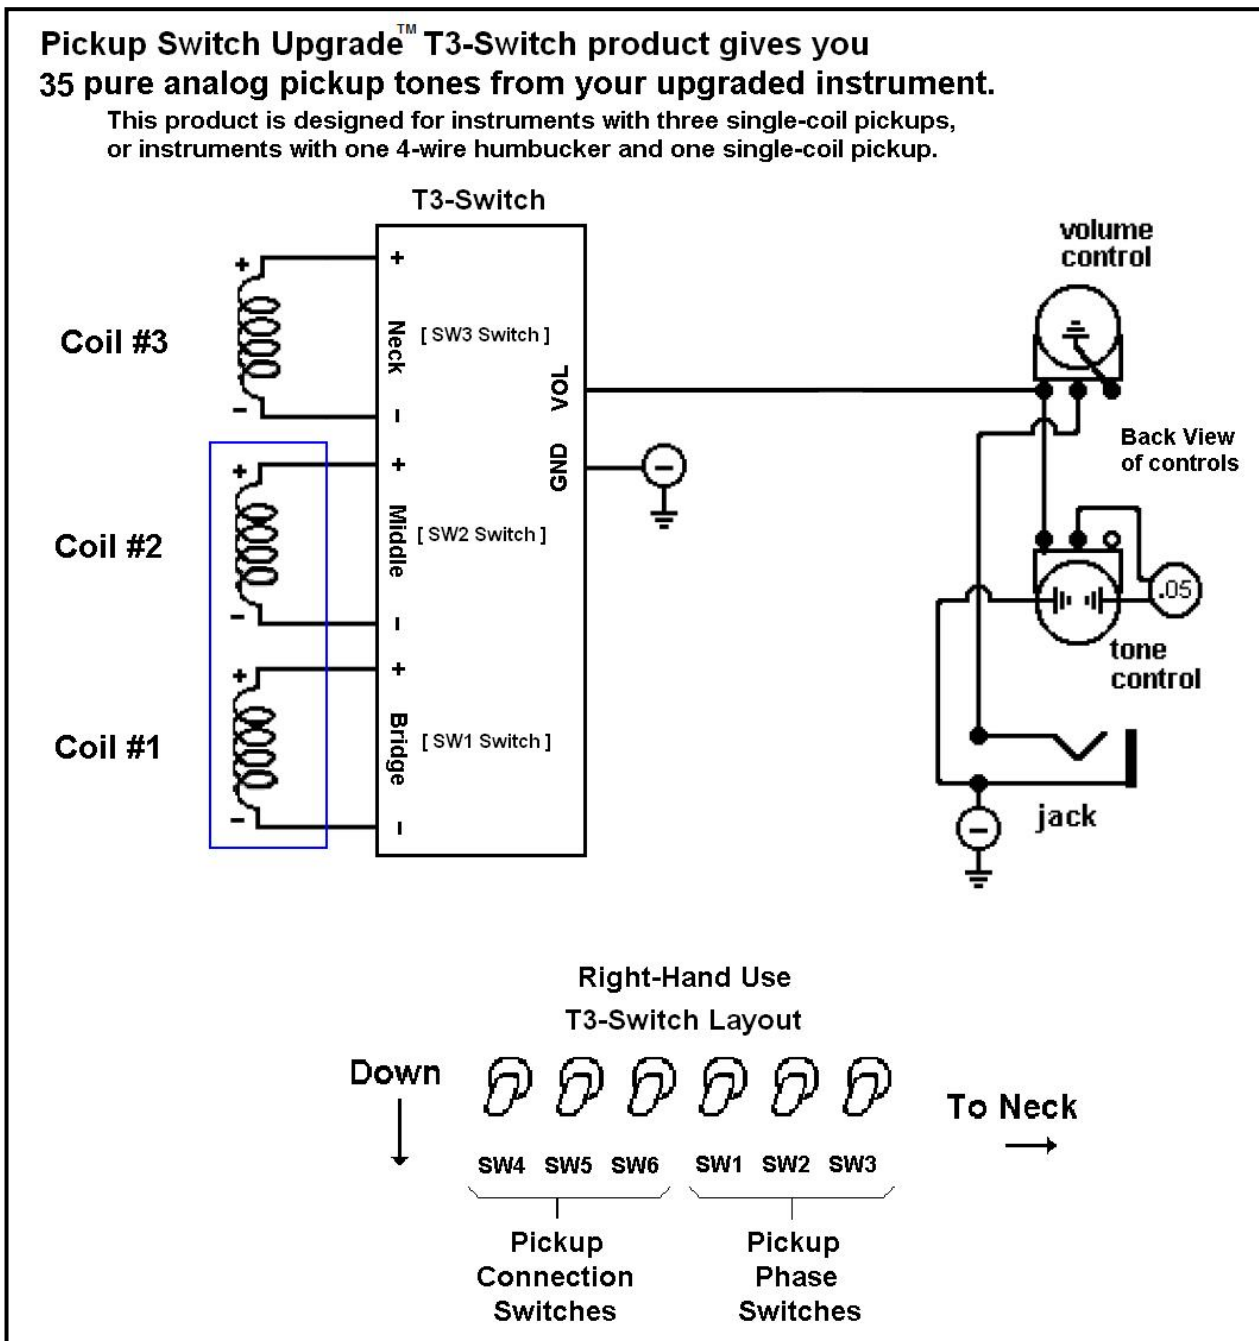 Pickup Switch Upgrade™ T3-Switch product gives you
35 pure analog pickup tones from your upgraded instrument.
This product is designed for instruments with three single-coil pickups,
or instruments with one 4-wire humbucker and one single-coil pickup.
T3-Switch
volume
control
+
+
Coil #3
Neck
[ SW3 Switch ]
VOL
-
-
Back View
of controls
+
+
GND
-
Coil #2
Middle
[ SW2 Switch ]
.05
-
-
tone
control
+
+
Coil #1
Bridge
[ SW1 Switch ]
-
-
jack
-
Right-Hand Use
T3-Switch Layout
Down
To Neck
SW4 SW5 SW6 SW1 SW2 SW3
Pickup
Connection
Switches
Pickup
Phase
Switches